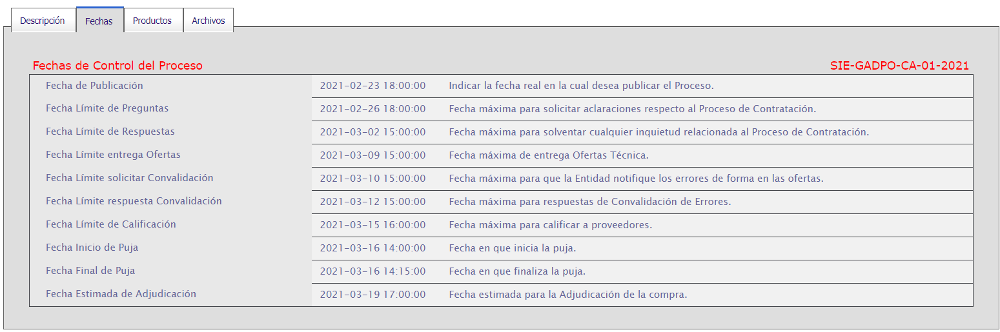 Descripción Fechas Productos Archivos
Fechas de Control del Proceso SIE-GADPO-CA-01-2021
Fecha de Publicación 2021-02-23 18:00:00 Indicar la fecha real en la cual desea publicar el Proceso.
Fecha Límite de Preguntas 2021-02-26 18:00:00 Fecha máxima para solicitar aclaraciones respecto al Proceso de Contratación.
Fecha Límite de Respuestas 2021-03-02 15:00:00 Fecha máxima para solventar cualquier inquietud relacionada al Proceso de Contratación.
Fecha Límite entrega Ofertas 2021-03-09 15:00:00 Fecha máxima de entrega Ofertas Técnica.
Fecha Límite solicitar Convalidación 2021-03-10 15:00:00 Fecha máxima para que la Entidad notifique los errores de forma en las ofertas.
Fecha Límite respuesta Convalidación 2021-03-12 15:00:00 Fecha máxima para respuestas de Convalidación de Errores.
Fecha Límite de Calificación 2021-03-15 16:00:00 Fecha máxima para calificar a proveedores.
Fecha Inicio de Puja 2021-03-16 14:00:00 Fecha en que inicia la puja.
Fecha Final de Puja 2021-03-16 14:15:00 Fecha en que finaliza la puja.
Fecha Estimada de Adjudicación 2021-03-19 17:00:00 Fecha estimada para la Adjudicación de la compra.